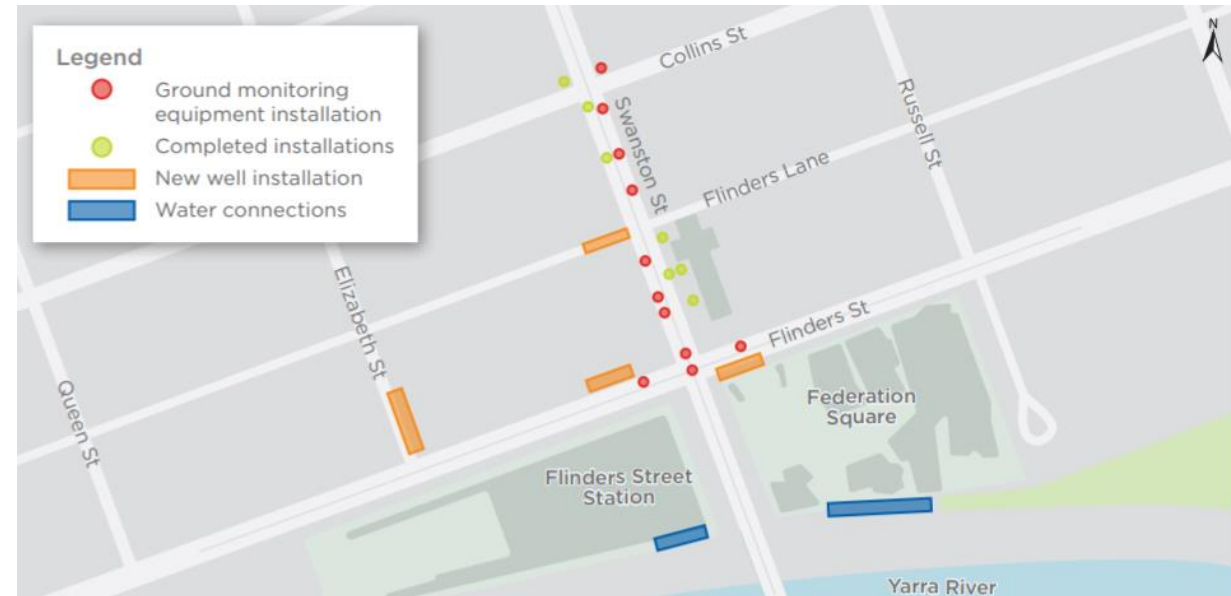 Legend
Ground monitoring
equipment installation
Completed installations
New well installation
Water connections
N
Collins St
Swanston St
Russell St
Flinders Lane
Elizabeth St
Flinders St
Queen St
Federation
Square
Flinders Street
Station
Yarra River